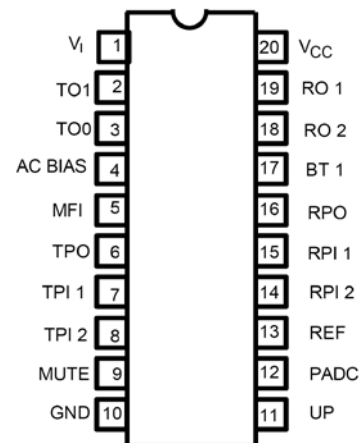 V_I 1 20 V_CC
TO1 2 19 RO 1
TO0 3 18 RO 2
AC BIAS 4 17 BT 1
MFI 5 16 RPO
TPO 6 15 RPI 1
TPI 1 7 14 RPI 2
TPI 2 8 13 REF
MUTE 9 12 PADC
GND 10 11 UP